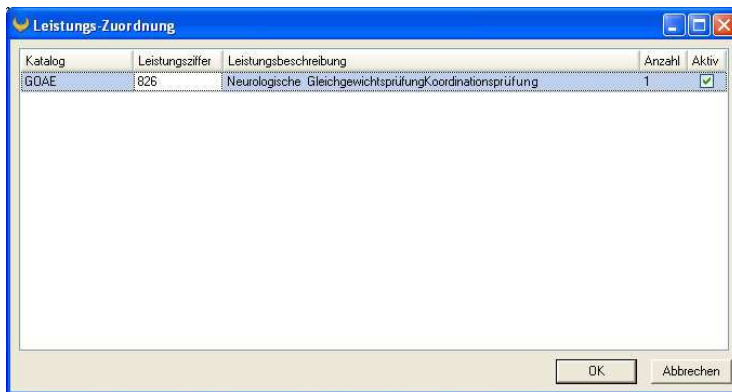 Leistungs-Zuordnung
Katalog Leistungsziffer Leistungsbeschreibung Anzahl Aktiv
GOAE 826 Neurologische GleichgewichtsprüfungKoordinationsprüfung 1
OK Abbrechen